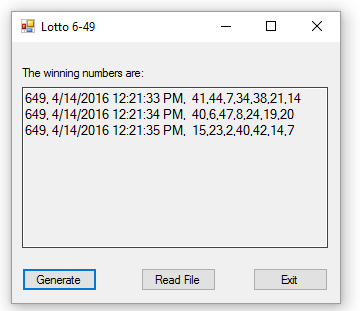 Lotto 6-49
The winning numbers are:
649, 4/14/2016 12:21:33 PM, 41,44,7,34,38,21,14
649, 4/14/2016 12:21:34 PM, 40,6,47,8,24,19,20
649, 4/14/2016 12:21:35 PM, 15,23,2,40,42,14,7
Generate
Read File
Exit